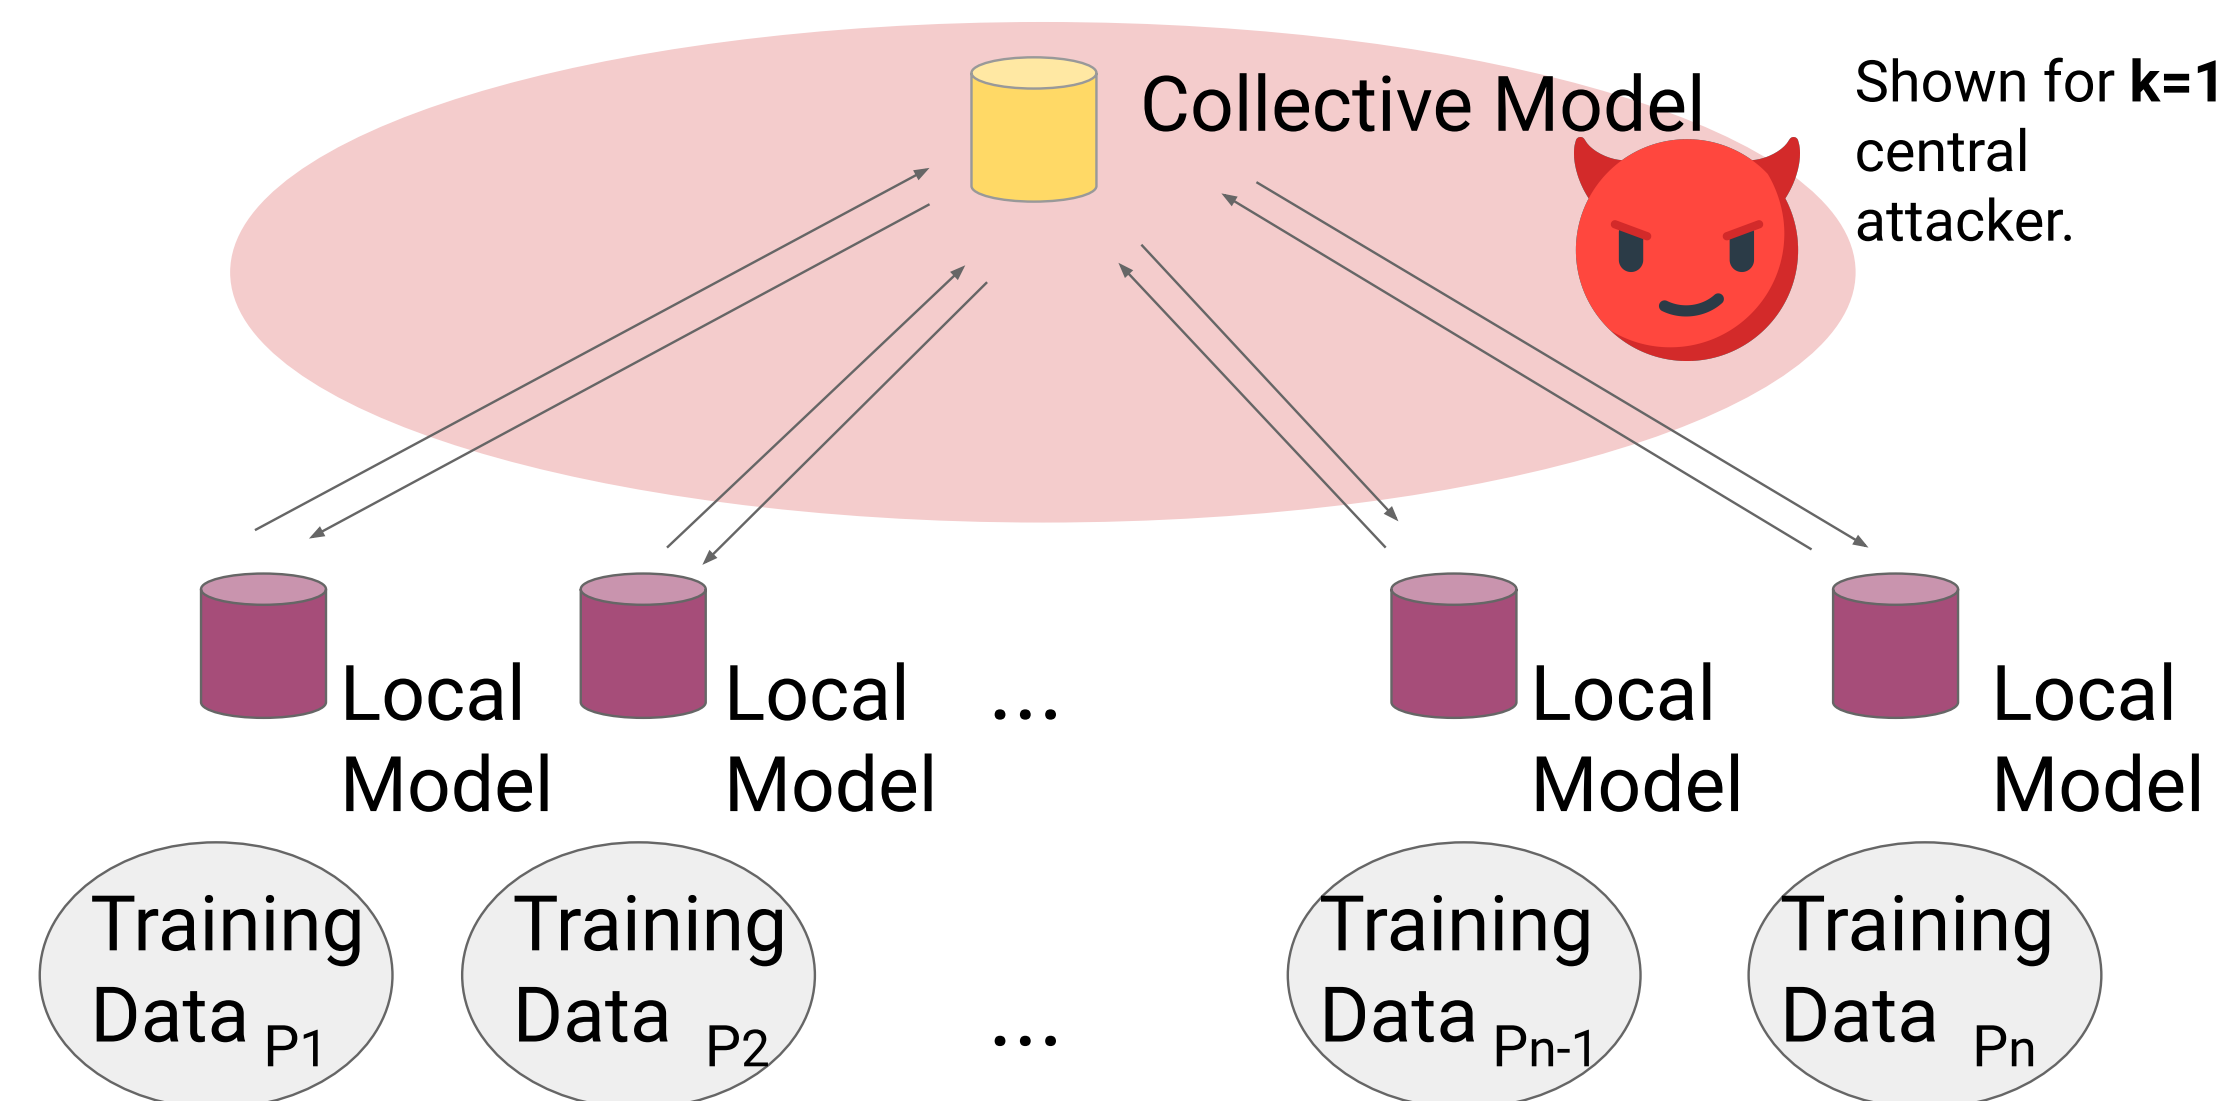 Collective Model
Shown for k=1
central
attacker.
Local
Model
Local
Model
...
Local
Model
Local
Model
Training
Data P1
Training
Data P2
...
Training
Data Pn-1
Training
Data Pn